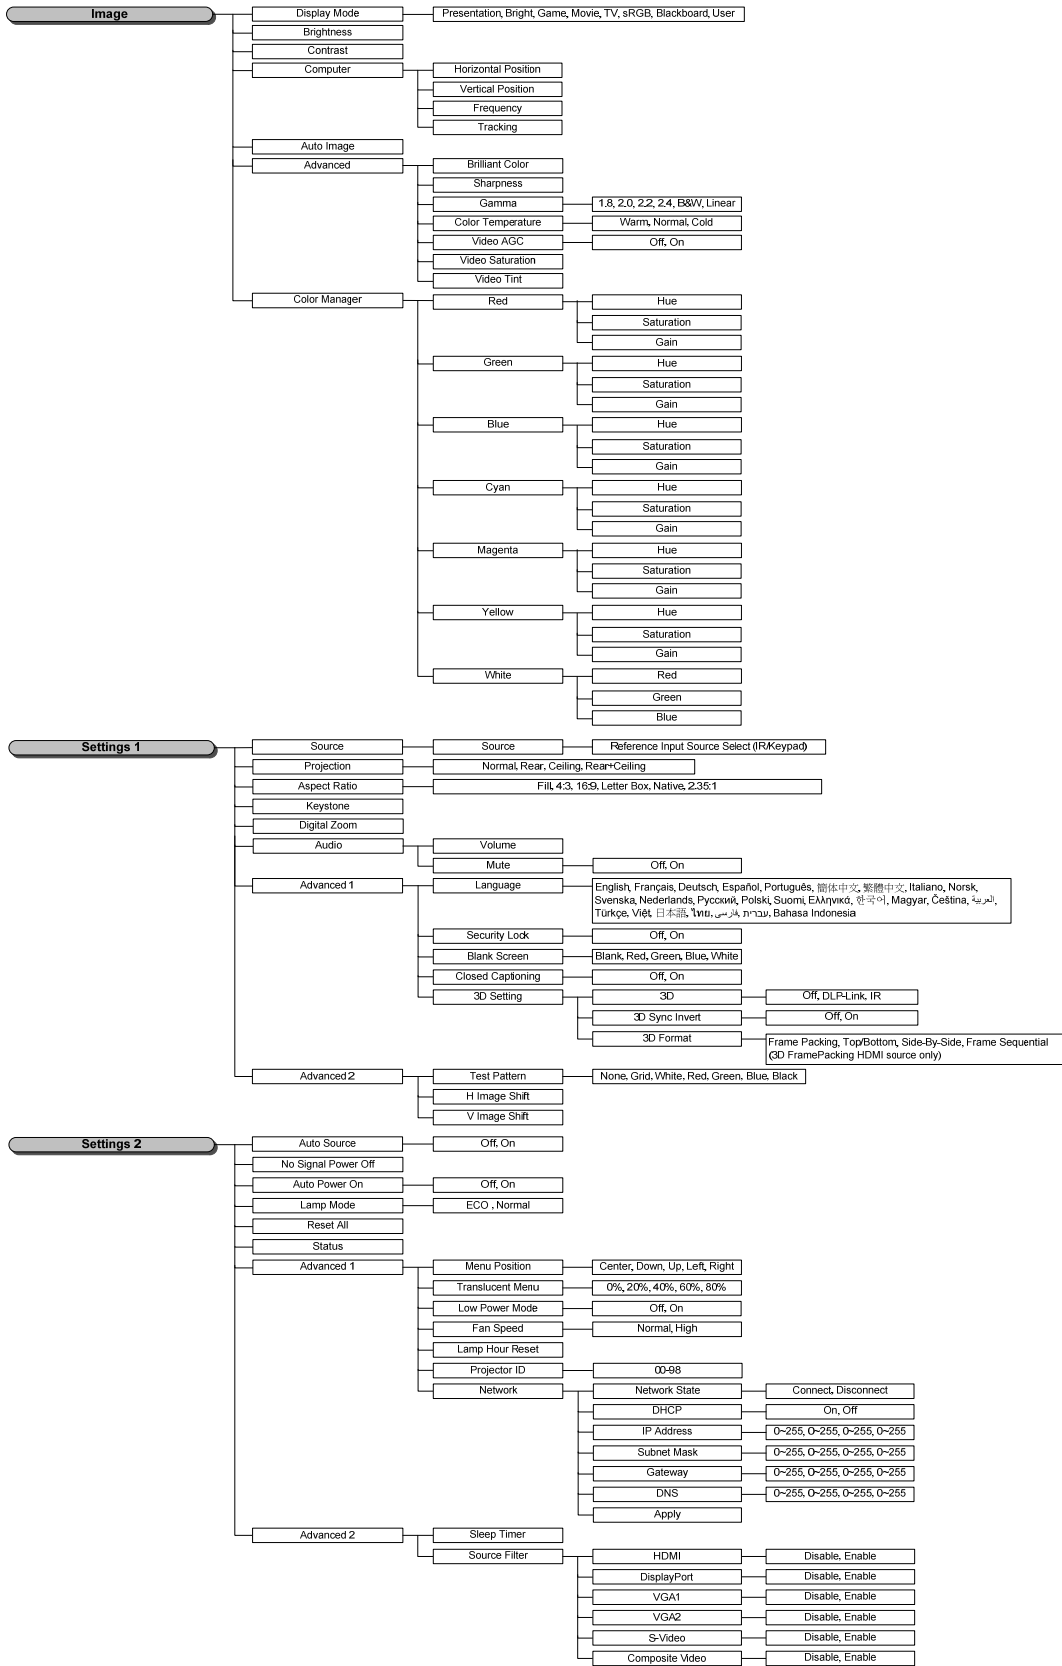 Image
Display Mode
Presentation, Bright, Game, Movie, TV, sRGB, Blackboard, User
Brightness
Contrast
Computer
Horizontal Position
Vertical Position
Frequency
Tracking
Auto Image
Advanced
Brilliant Color
Sharpness
Gamma
1.8, 2.0, 2.2, 2.4, B&W, Linear
Color Temperature
Warm, Normal, Cold
Video AGC
Off, On
Video Saturation
Video Tint
Color Manager
Red
Hue
Saturation
Gain
Green
Hue
Saturation
Gain
Blue
Hue
Saturation
Gain
Cyan
Hue
Saturation
Gain
Magenta
Hue
Saturation
Gain
Yellow
Hue
Saturation
Gain
White
Red
Green
Blue
Settings 1
Source
Source
Reference Input Source Select (IR/Keypad)
Projection
Normal, Rear, Ceiling, Rear+Ceiling
Aspect Ratio
Fill, 4:3, 16:9, Letter Box, Native, 2.35:1
Keystone
Digital Zoom
Audio
Volume
Mute
Off, On
Advanced 1
Language
English, Français, Deutsch, Español, Português, 簡体中文, 繁體中文, Italiano, Norsk,
Svenska, Nederlands, Русский, Polski, Suomi, Ελληνικά, 한국어, Magyar, Čeština, العربية,
Türkçe, Việt, 日本語, ไทย, فارسی, עברית, Bahasa Indonesia
Security Lock
Off, On
Blank Screen
Blank, Red, Green, Blue, White
Closed Captioning
Off, On
3D Setting
3D
Off, DLP-Link, IR
3D Sync Invert
Off, On
3D Format
Frame Packing, Top/Bottom, Side-By-Side, Frame Sequential
(3D FramePacking HDMI source only)
Advanced 2
Test Pattern
None, Grid, White, Red, Green, Blue, Black
H Image Shift
V Image Shift
Settings 2
Auto Source
Off, On
No Signal Power Off
Auto Power On
Off, On
Lamp Mode
ECO , Normal
Reset All
Status
Advanced 1
Menu Position
Center, Down, Up, Left, Right
Translucent Menu
0%, 20%, 40%, 60%, 80%
Low Power Mode
Off, On
Fan Speed
Normal, High
Lamp Hour Reset
Projector ID
00-98
Network
Network State
Connect, Disconnect
DHCP
On, Off
IP Address
0~255, 0~255, 0~255, 0~255
Subnet Mask
0~255, 0~255, 0~255, 0~255
Gateway
0~255, 0~255, 0~255, 0~255
DNS
0~255, 0~255, 0~255, 0~255
Apply
Advanced 2
Sleep Timer
Source Filter
HDMI
Disable, Enable
DisplayPort
Disable, Enable
VGA1
Disable, Enable
VGA2
Disable, Enable
S-Video
Disable, Enable
Composite Video
Disable, Enable